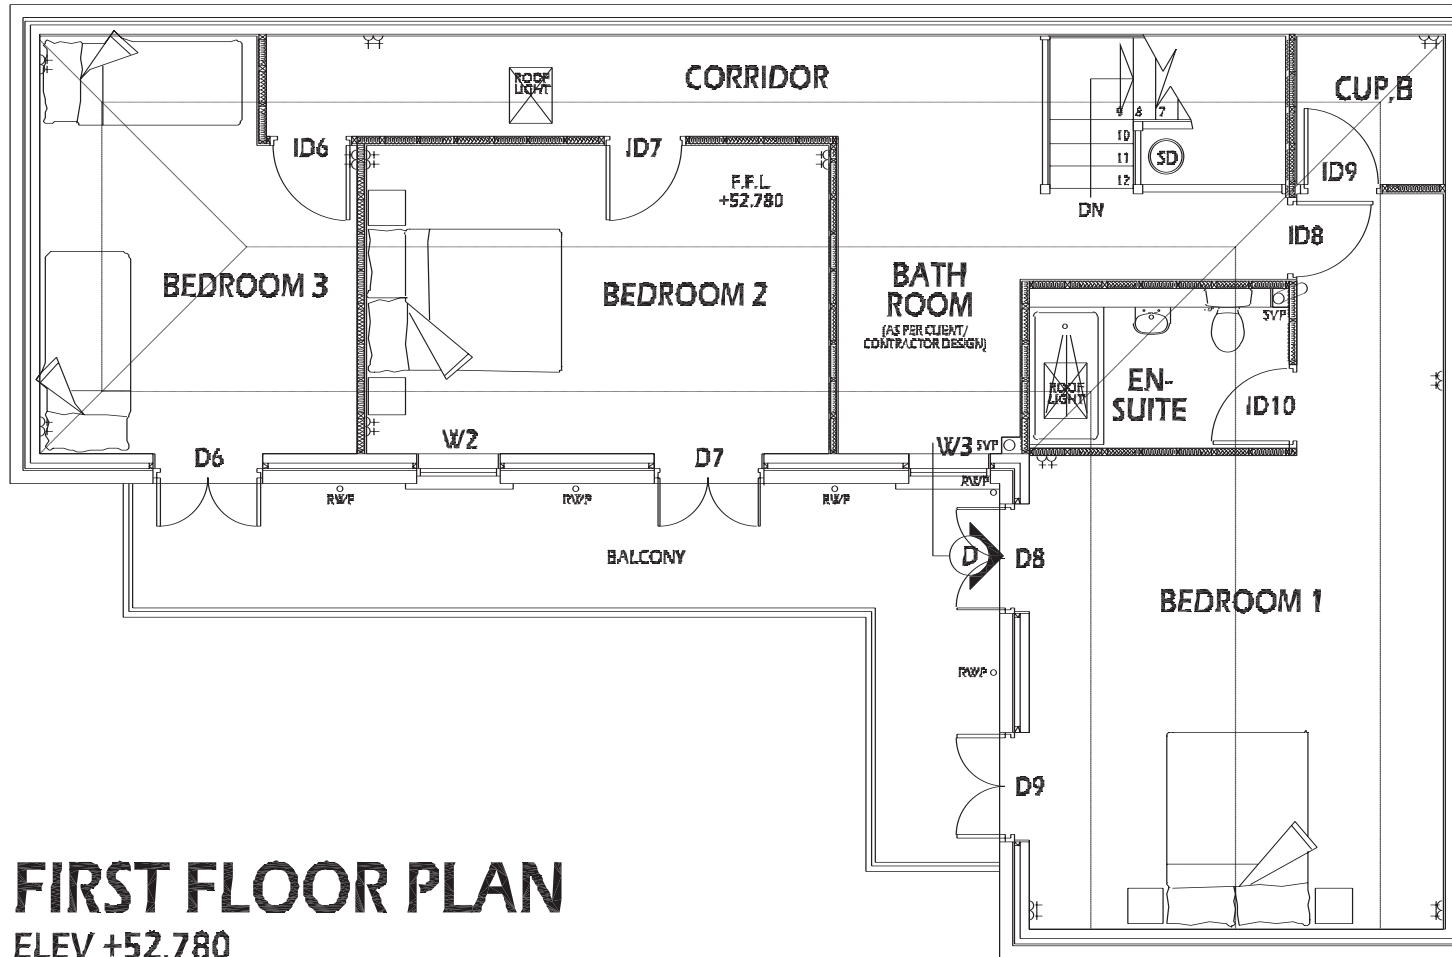 ROOF
LIGHT
CORRIDOR
CUP,B
9 8 7
10
11
12
SD
ID6
ID7
ID9
F.F.L
+52.780
DN
ID8
BEDROOM 3
BEDROOM 2
BATH
ROOM
(AS PER CLIENT/
CONTRACTOR DESIGN)
SVP
ROOF
LIGHT
EN-
SUITE
ID10
D6
W2
D7
W3
SVP
RWP
RWP
RWP
RWP
BALCONY
D
D8
BEDROOM 1
RWP
D9
FIRST FLOOR PLAN
ELEV +52.780